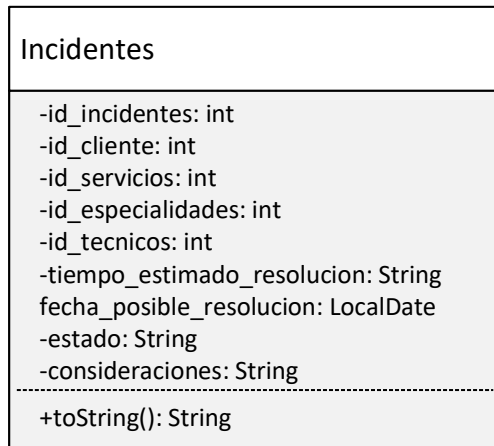 Incidentes
-id_incidentes: int
-id_cliente: int
-id_servicios: int
-id_especialidades: int
-id_tecnicos: int
-tiempo_estimado_resolucion: String
fecha_posible_resolucion: LocalDate
-estado: String
-consideraciones: String
+toString(): String